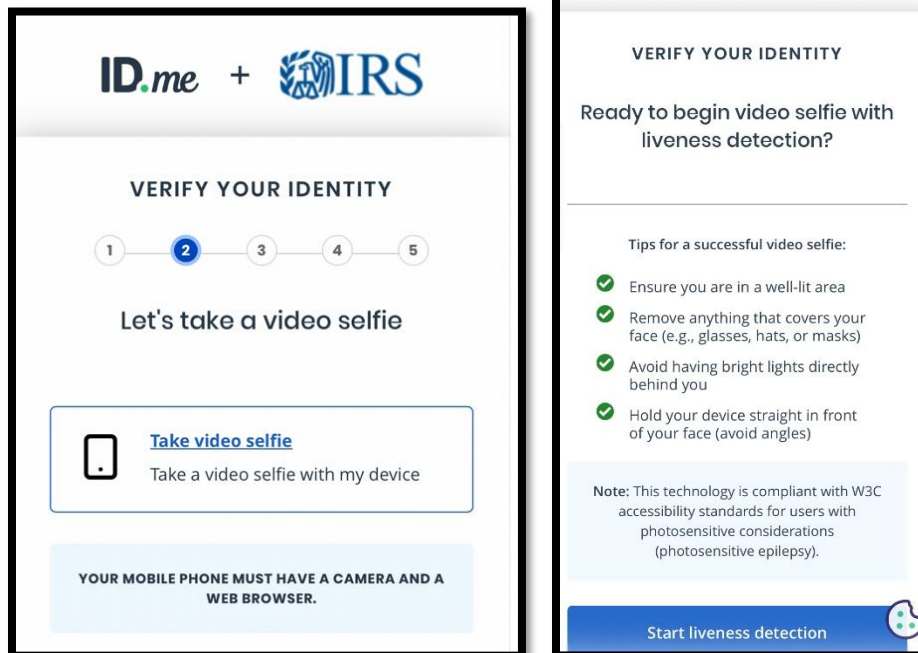 ID.me + IRS
VERIFY YOUR IDENTITY
1 2 3 4 5
Let's take a video selfie
Take video selfie
Take a video selfie with my device
YOUR MOBILE PHONE MUST HAVE A CAMERA AND A
WEB BROWSER.
VERIFY YOUR IDENTITY
Ready to begin video selfie with
liveness detection?
Tips for a successful video selfie:
Ensure you are in a well-lit area
Remove anything that covers your
face (e.g., glasses, hats, or masks)
Avoid having bright lights directly
behind you
Hold your device straight in front
of your face (avoid angles)
Note: This technology is compliant with W3C
accessibility standards for users with
photosensitive considerations
(photosensitive epilepsy).
Start liveness detection